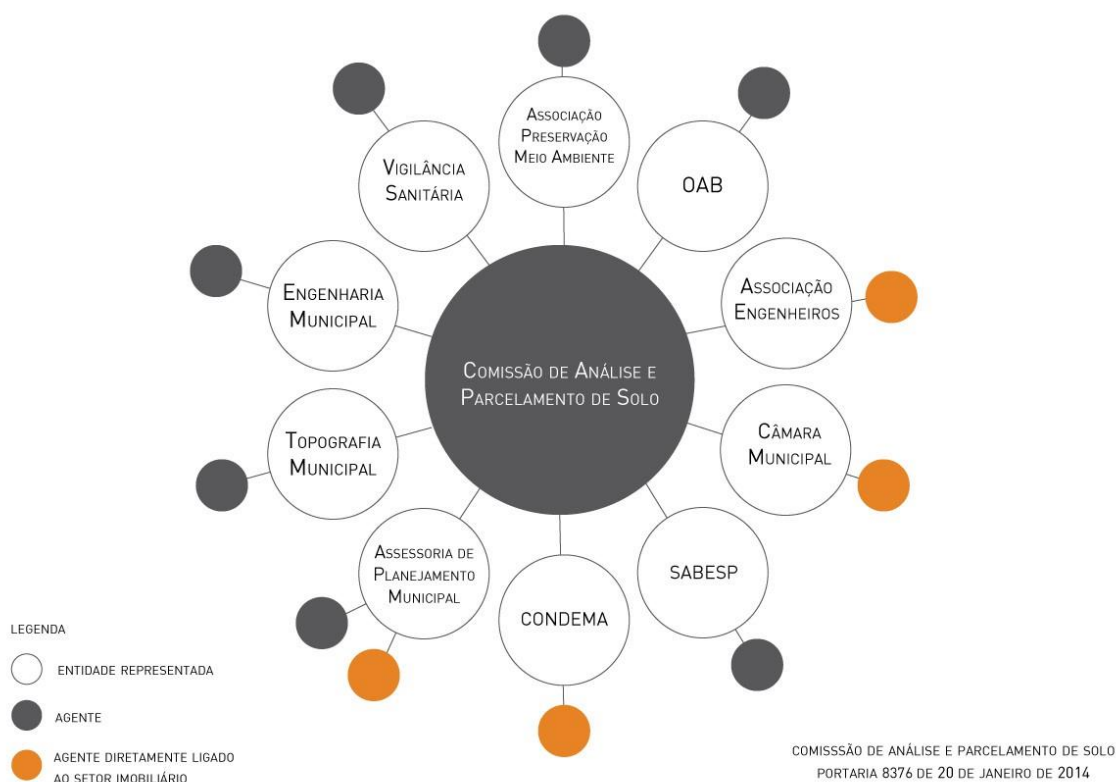 Associação
Preservação
Meio Ambiente
OAB
Vigilância
Sanitária
Engenharia
Municipal
Associação
Engenheiros
Comissão de Análise e
Parcelamento de Solo
Topografia
Municipal
Câmara
Municipal
Assessoria de
Planejamento
Municipal
CONDEMA
SABESP
LEGENDA
ENTIDADE REPRESENTADA
AGENTE
AGENTE DIRETAMENTE LIGADO
AO SETOR IMOBILIÁRIO
COMISSSÃO DE ANÁLISE E PARCELAMENTO DE SOLO
PORTARIA 8376 DE 20 DE JANEIRO DE 2014